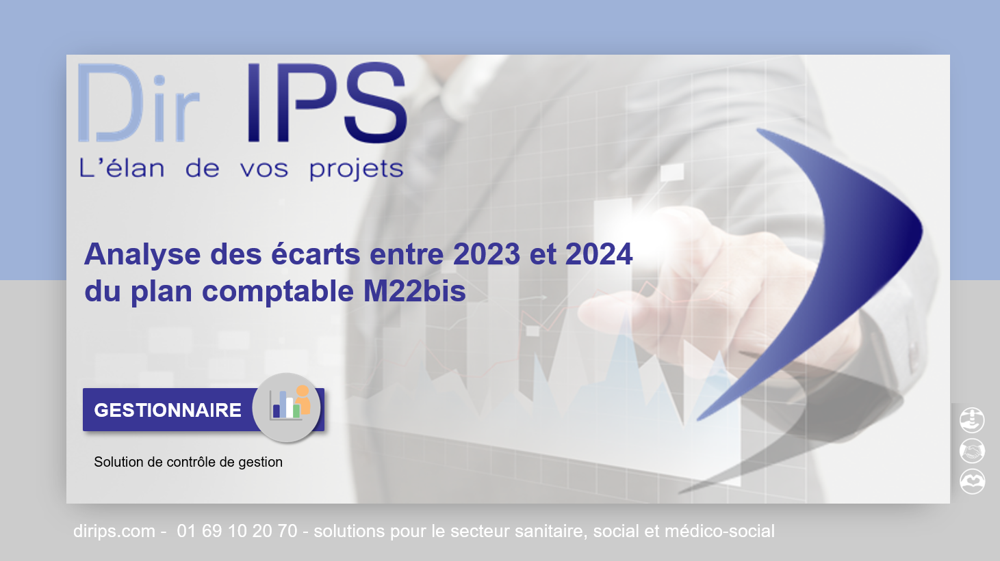 Dir IPS
L'élan de vos projets
Analyse des écarts entre 2023 et 2024
du plan comptable M22bis
GESTIONNAIRE
Solution de contrôle de gestion
dirips.com - 01 69 10 20 70 - solutions pour le secteur sanitaire, social et médico-social